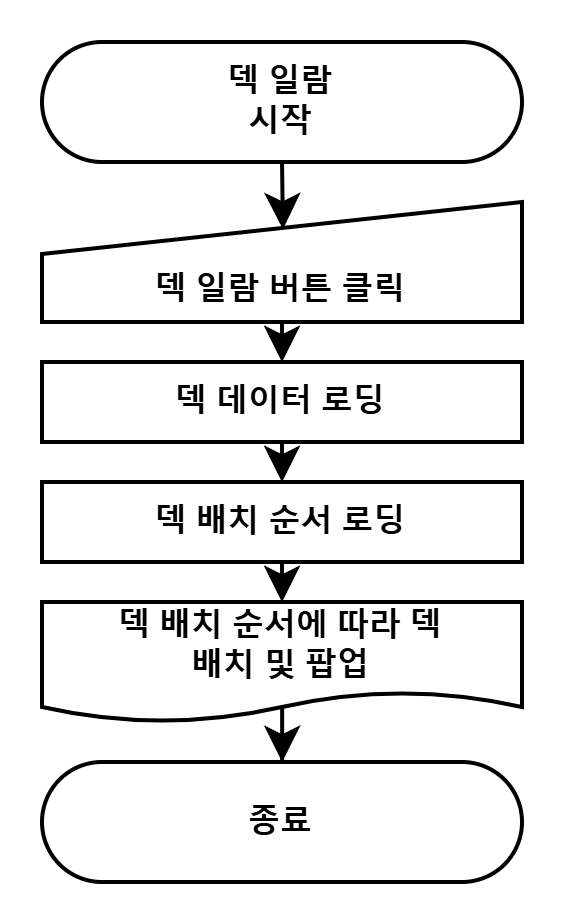 덱 일람
시작
덱 일람 버튼 클릭
덱 데이터 로딩
덱 배치 순서 로딩
덱 배치 순서에 따라 덱
배치 및 팝업
종료